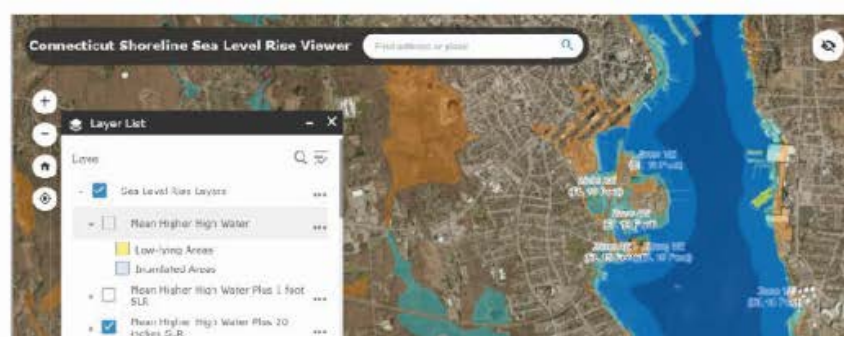 Connecticut Shoreline Sea Level Rise Viewer
Find address or place
Layer List
Layer
Sea Level Rise Layers
Mean Higher High Water
Low-lying Areas
Inundated Areas
Mean Higher High Water Plus 1 foot
SLR
Mean Higher High Water Plus 20
inches SLR